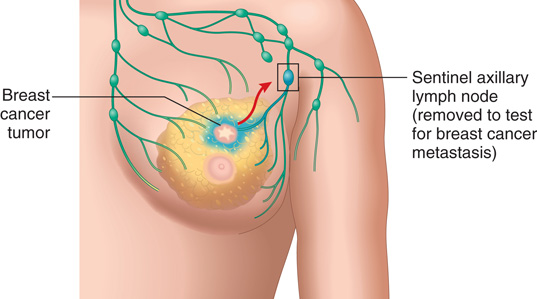 Breast
cancer
tumor
Sentinel axillary
lymph node
(removed to test
for breast cancer
metastasis)